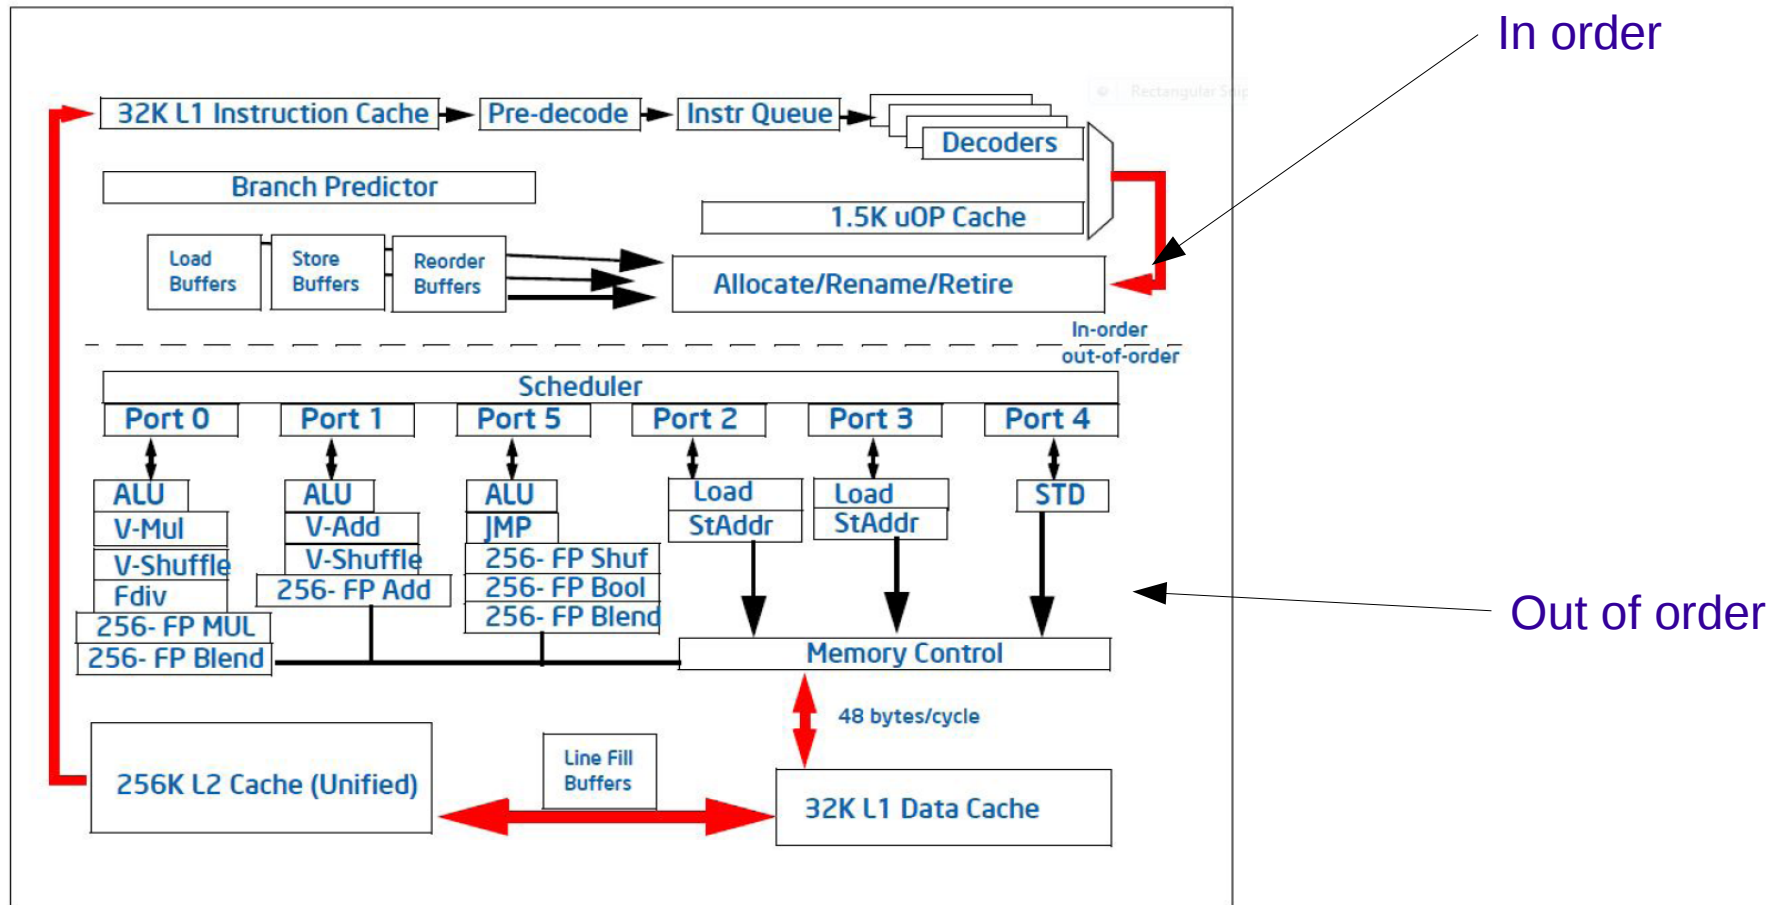 In order
Rectangular Snip
32K L1 Instruction Cache
Pre-decode
Instr Queue
Decoders
Branch Predictor
1.5K uOP Cache
Load
Buffers
Store
Buffers
Reorder
Buffers
Allocate/Rename/Retire
In-order
out-of-order
Scheduler
Port 0
Port 1
Port 5
Port 2
Port 3
Port 4
ALU
V-Mul
V-Shuffle
Fdiv
256- FP MUL
256- FP Blend
ALU
V-Add
V-Shuffle
256- FP Add
ALU
JMP
256- FP Shuf
256- FP Bool
256- FP Blend
Load
StAddr
Load
StAddr
STD
Out of order
Memory Control
48 bytes/cycle
256K L2 Cache (Unified)
Line Fill
Buffers
32K L1 Data Cache